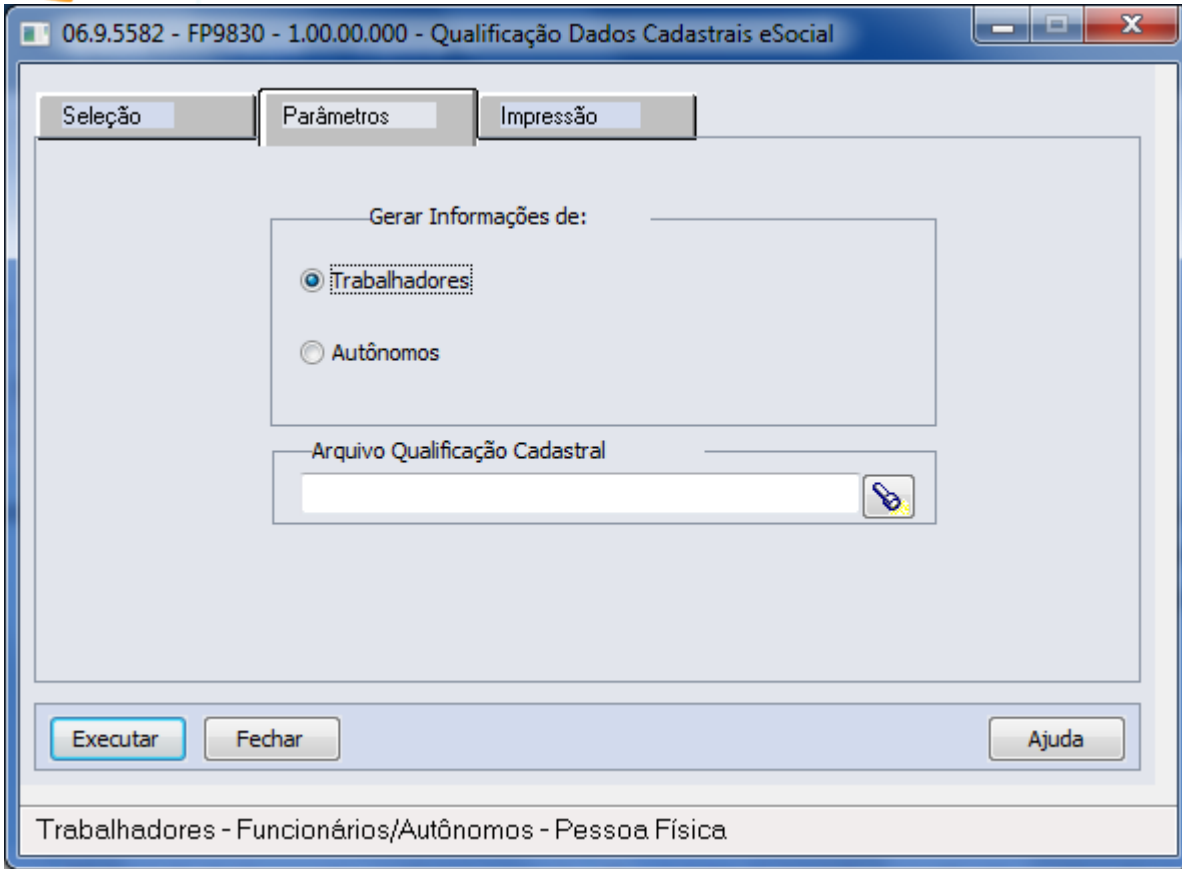 06.9.5582 - FP9830 - 1.00.00.000 - Qualificação Dados Cadastrais eSocial
Seleção Parâmetros Impressão
Gerar Informações de:
Trabalhadores
Autônomos
Arquivo Qualificação Cadastral
Executar Fechar Ajuda
Trabalhadores - Funcionários/Autônomos - Pessoa Física